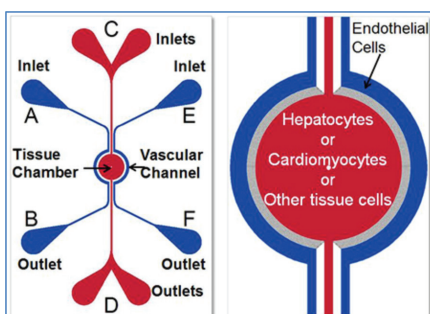 C
Inlets
Inlet
Inlet
A
E
Tissue
Chamber
Vascular
Channel
B
F
Outlet
Outlet
Outlets
D
Endothelial
Cells
Hepatocytes
or
Cardiomyocytes
or
Other tissue cells